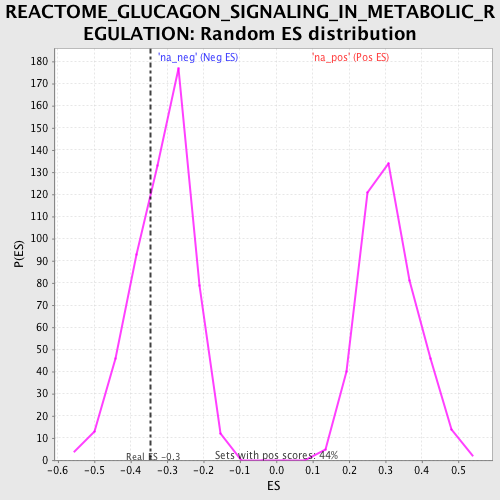 REACTOME_GLUCAGON_SIGNALING_IN_METABOLIC_R
EGULATION: Random ES distribution
'na_neg' (Neg ES)
'na_pos' (Pos ES)
180
170
160
150
140
130
120
110
100
90
80
70
60
50
40
30
20
10
0
P(ES)
Real ES -0.3
Sets with pos scores: 44%
-0.6 -0.5 -0.4 -0.3 -0.2 -0.1 0.0 0.1 0.2 0.3 0.4 0.5
ES